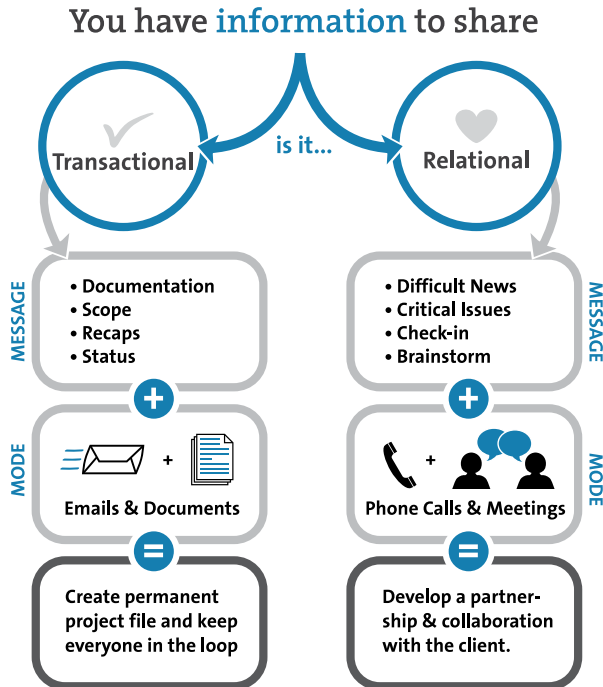 You have information to share
is it...
Transactional
MESSAGE
• Documentation
• Scope
• Recaps
• Status
+
MODE
+
Emails & Documents
=
Create permanent
project file and keep
everyone in the loop
Relational
MESSAGE
• Difficult News
• Critical Issues
• Check-in
• Brainstorm
+
MODE
+
Phone Calls & Meetings
=
Develop a partner-
ship & collaboration
with the client.